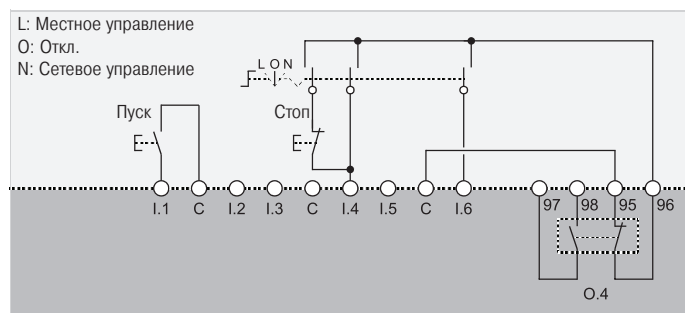 L: Местное управление
O: Откл.
N: Сетевое управление
L O N
Пуск
Стоп
I.1 C I.2 I.3 C I.4 I.5 C I.6 97 98 95 96
O.4